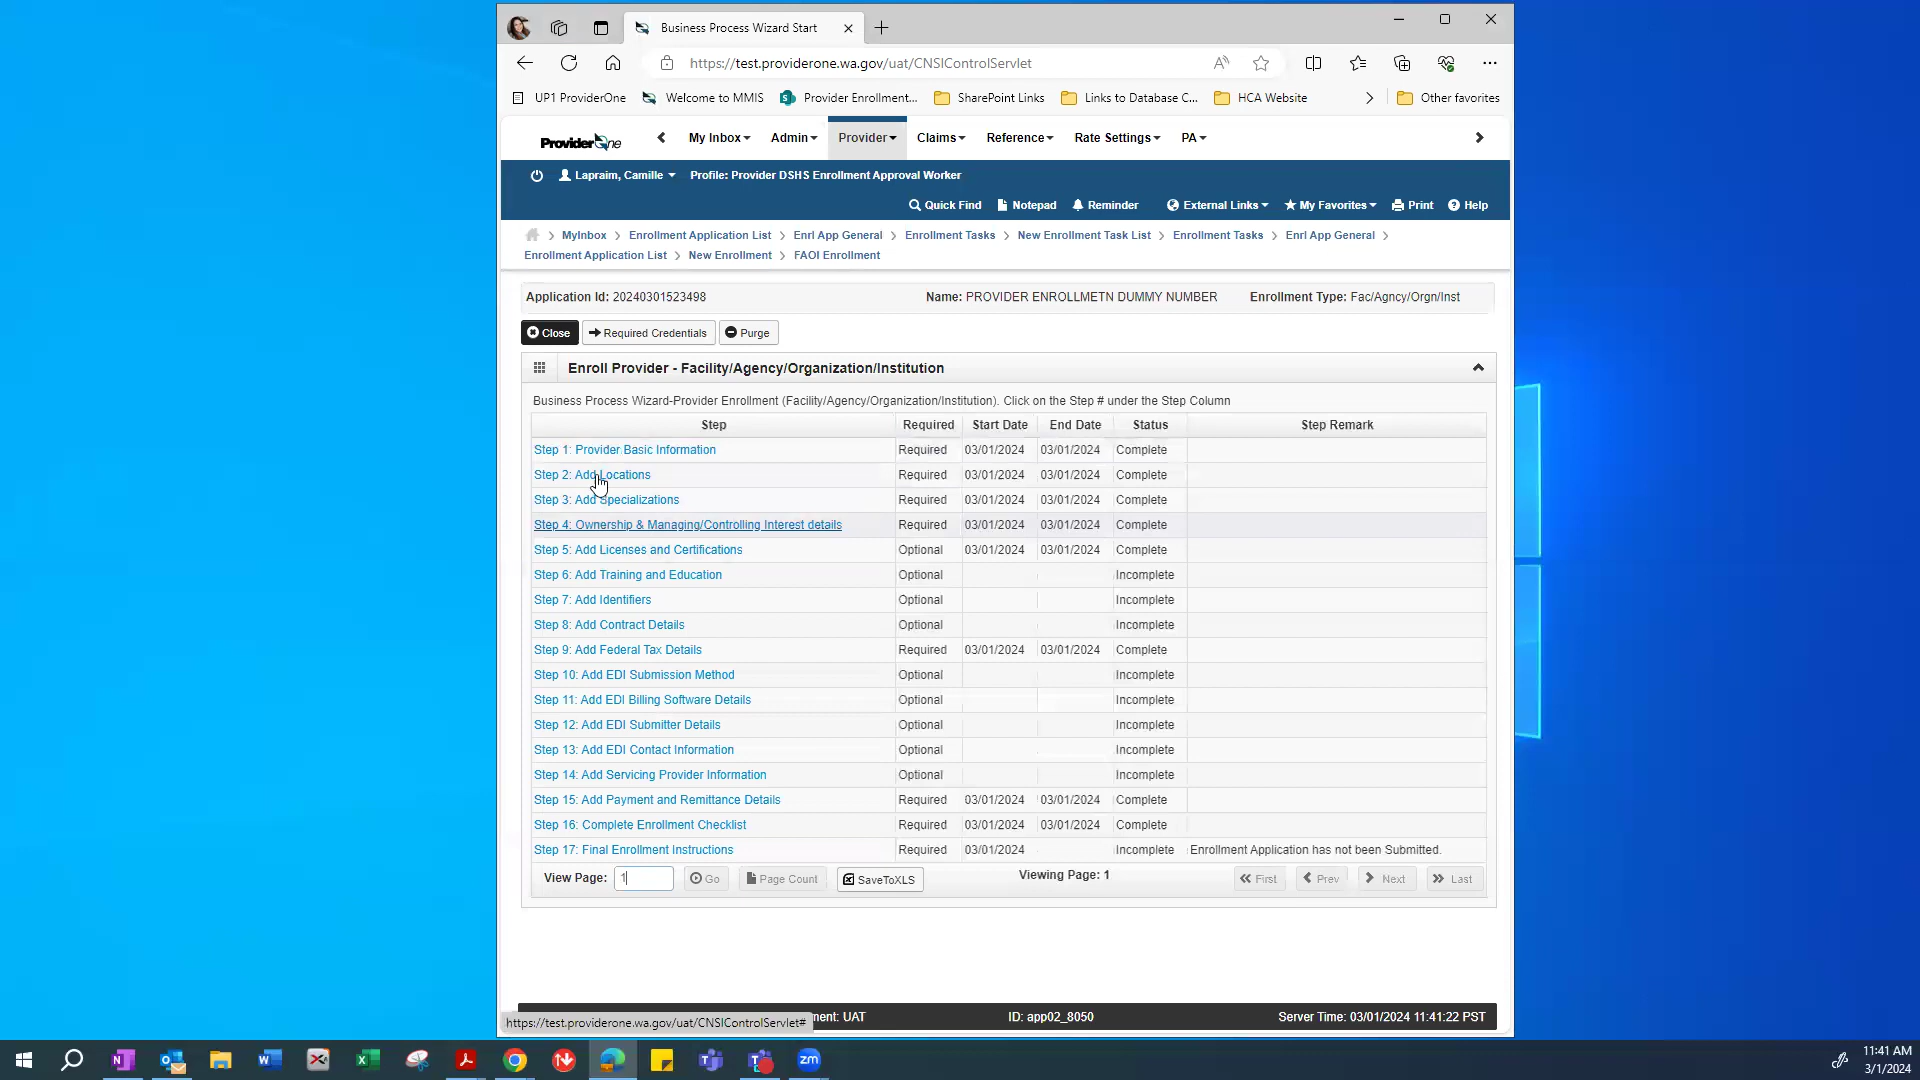 Business Process Wizard Start
https://test.providerone.wa.gov/uat/CNSIControlServlet
UP1 ProviderOne Welcome to MMIS Provider Enrollment... SharePoint Links Links to Database C... HCA Website Other favorites
ProviderOne My Inbox Admin Provider Claims Reference Rate Settings PA
Lapraim, Camille Profile: Provider DSHS Enrollment Approval Worker
Quick Find Notepad Reminder External Links My Favorites Print Help
MyInbox > Enrollment Application List > Enrl App General > Enrollment Tasks > New Enrollment Task List > Enrollment Tasks > Enrl App General >
Enrollment Application List > New Enrollment > FAOI Enrollment
Application Id: 20240301523498 Name: PROVIDER ENROLLMETN DUMMY NUMBER Enrollment Type: Fac/Agncy/Orgn/Inst
Close Required Credentials Purge
Enroll Provider - Facility/Agency/Organization/Institution
Business Process Wizard-Provider Enrollment (Facility/Agency/Organization/Institution). Click on the Step # under the Step Column
Step Required Start Date End Date Status Step Remark
Step 1: Provider Basic Information Required 03/01/2024 03/01/2024 Complete
Step 2: Add Locations Required 03/01/2024 03/01/2024 Complete
Step 3: Add Specializations Required 03/01/2024 03/01/2024 Complete
Step 4: Ownership & Managing/Controlling Interest details Required 03/01/2024 03/01/2024 Complete
Step 5: Add Licenses and Certifications Optional 03/01/2024 03/01/2024 Complete
Step 6: Add Training and Education Optional Incomplete
Step 7: Add Identifiers Optional Incomplete
Step 8: Add Contract Details Optional Incomplete
Step 9: Add Federal Tax Details Required 03/01/2024 03/01/2024 Complete
Step 10: Add EDI Submission Method Optional Incomplete
Step 11: Add EDI Billing Software Details Optional Incomplete
Step 12: Add EDI Submitter Details Optional Incomplete
Step 13: Add EDI Contact Information Optional Incomplete
Step 14: Add Servicing Provider Information Optional Incomplete
Step 15: Add Payment and Remittance Details Required 03/01/2024 03/01/2024 Complete
Step 16: Complete Enrollment Checklist Required 03/01/2024 03/01/2024 Complete
Step 17: Final Enrollment Instructions Required 03/01/2024 Incomplete Enrollment Application has not been Submitted.
View Page: 1 Go Page Count SaveToXLS Viewing Page: 1 First Prev Next Last
https://test.providerone.wa.gov/uat/CNSIControlServlet# ment: UAT ID: app02_8050 Server Time: 03/01/2024 11:41:22 PST
11:41 AM
3/1/2024